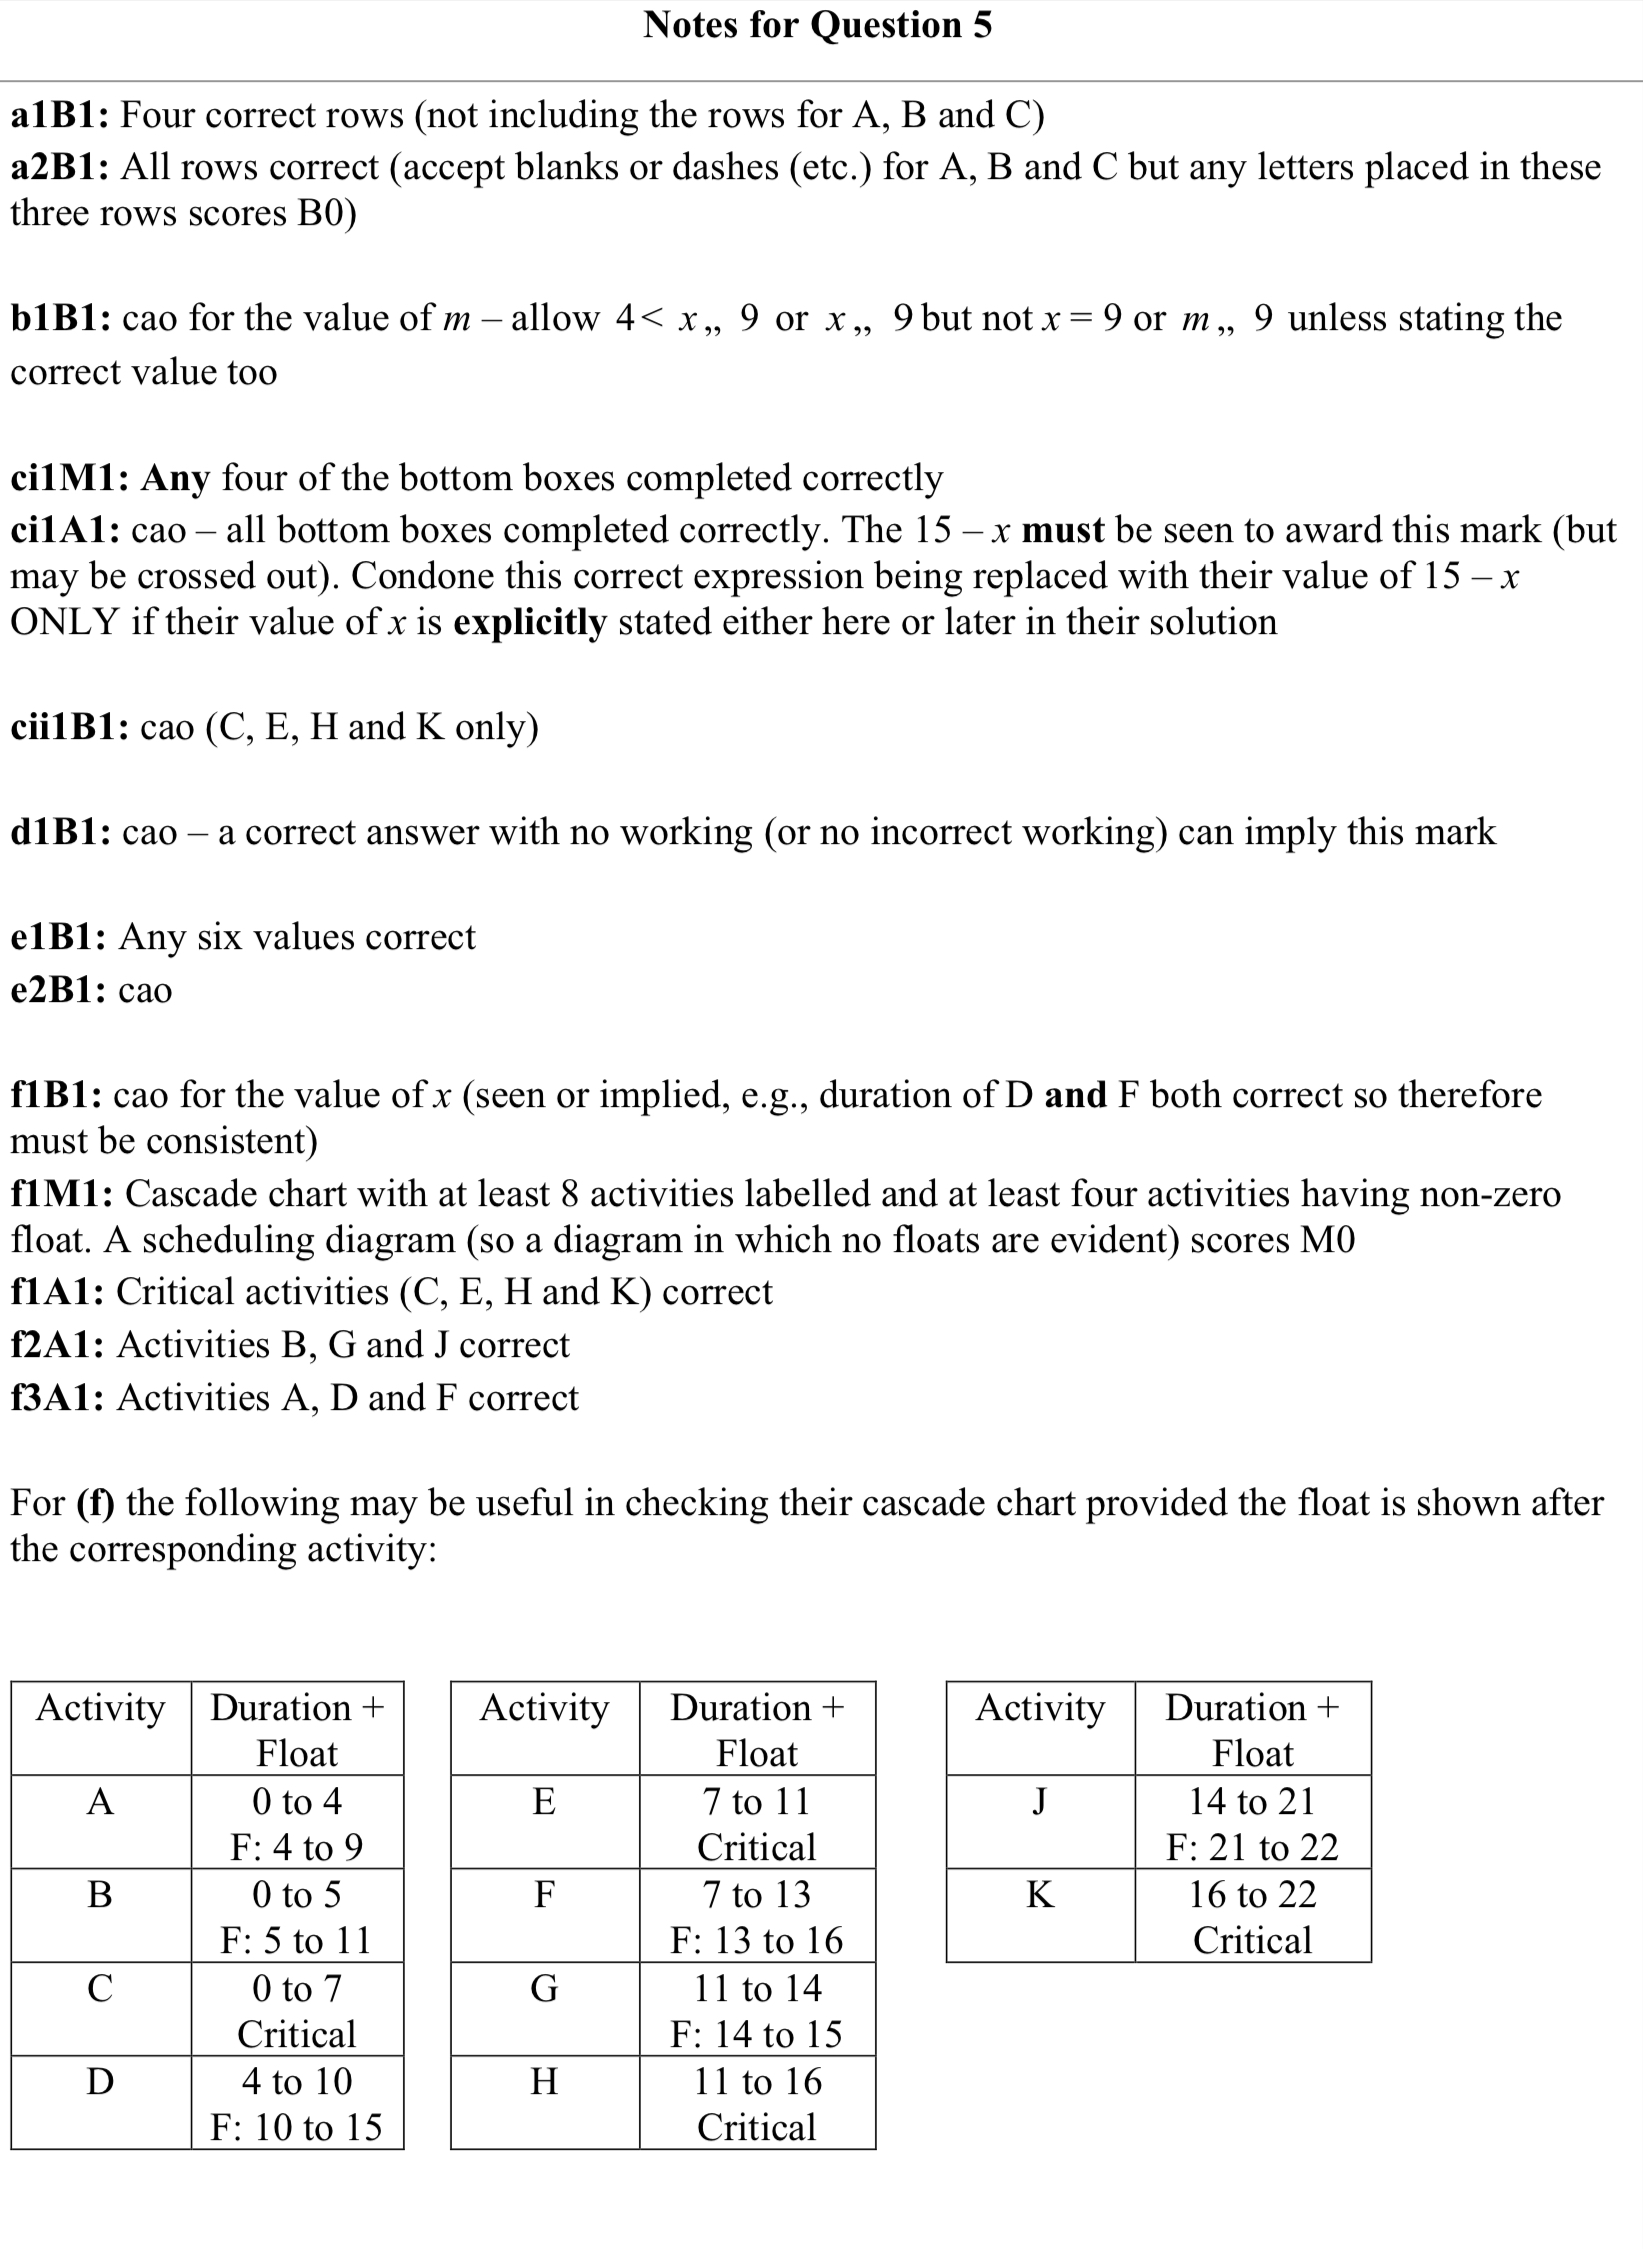 Notes for Question 5
a1B1: Four correct rows (not including the rows for A, B and C)
a2B1: All rows correct (accept blanks or dashes (etc.) for A, B and C but any letters placed in these
three rows scores B0)
b1B1: cao for the value of m – allow 4< x „ 9 or x „ 9 but not x = 9 or m „ 9 unless stating the
correct value too
ci1M1: Any four of the bottom boxes completed correctly
ci1A1: cao – all bottom boxes completed correctly. The 15 – x must be seen to award this mark (but
may be crossed out). Condone this correct expression being replaced with their value of 15 – x
ONLY if their value of x is explicitly stated either here or later in their solution
cii1B1: cao (C, E, H and K only)
d1B1: cao – a correct answer with no working (or no incorrect working) can imply this mark
e1B1: Any six values correct
e2B1: cao
f1B1: cao for the value of x (seen or implied, e.g., duration of D and F both correct so therefore
must be consistent)
f1M1: Cascade chart with at least 8 activities labelled and at least four activities having non-zero
float. A scheduling diagram (so a diagram in which no floats are evident) scores M0
f1A1: Critical activities (C, E, H and K) correct
f2A1: Activities B, G and J correct
f3A1: Activities A, D and F correct
For (f) the following may be useful in checking their cascade chart provided the float is shown after
the corresponding activity:
Activity Duration +
Float
A 0 to 4
F: 4 to 9
B 0 to 5
F: 5 to 11
C 0 to 7
Critical
D 4 to 10
F: 10 to 15
Activity Duration +
Float
E 7 to 11
Critical
F 7 to 13
F: 13 to 16
G 11 to 14
F: 14 to 15
H 11 to 16
Critical
Activity Duration +
Float
J 14 to 21
F: 21 to 22
K 16 to 22
Critical